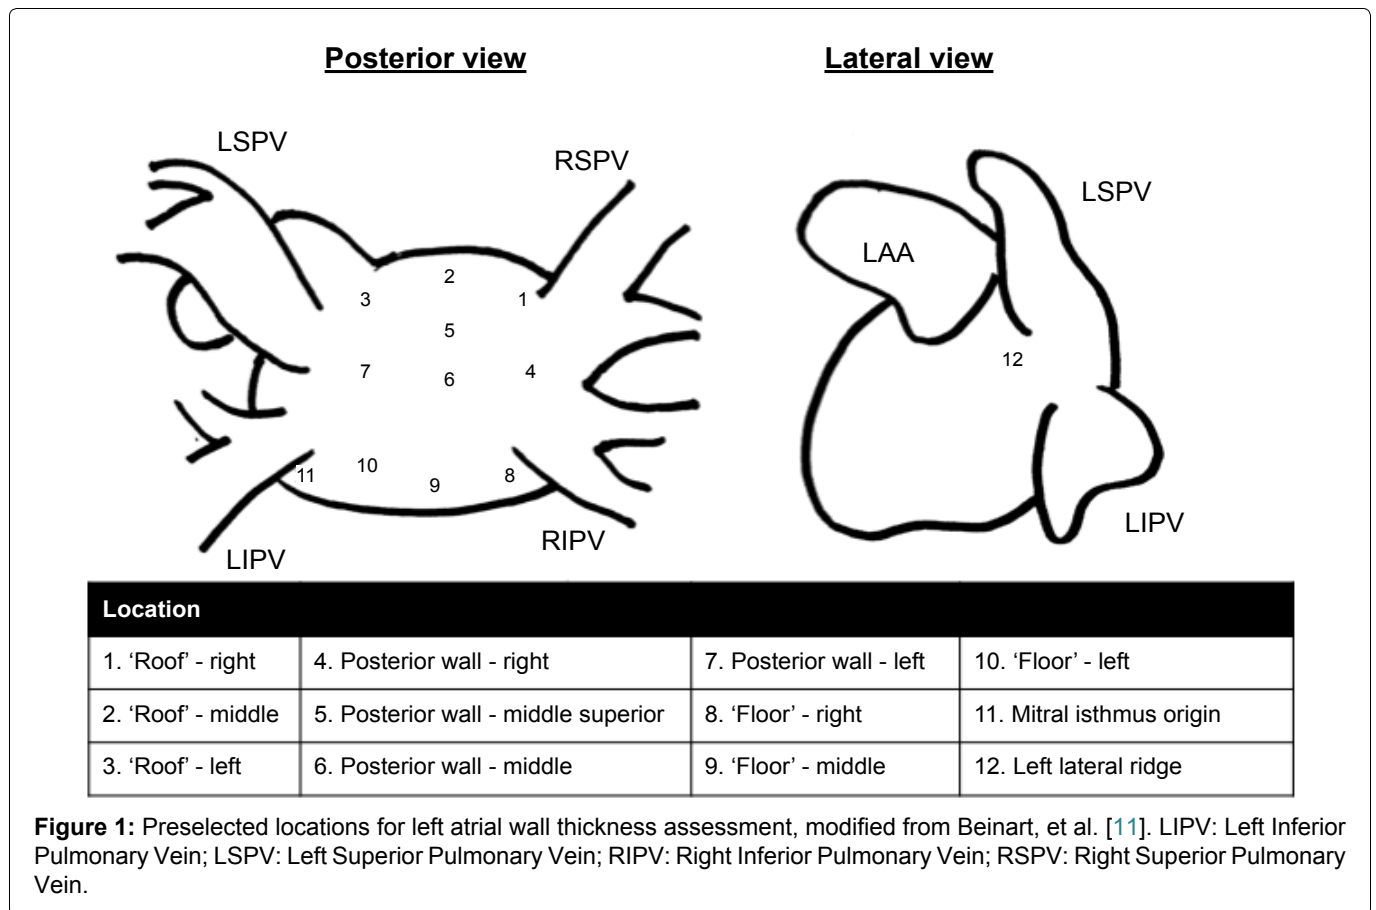 Posterior view
Lateral view
LSPV
RSPV
2
3
1
5
7
6
4
11
10
9
8
LIPV
RIPV
LSPV
LAA
12
LIPV
Location
1. ‘Roof’ - right 4. Posterior wall - right 7. Posterior wall - left 10. ‘Floor’ - left
2. ‘Roof’ - middle 5. Posterior wall - middle superior 8. ‘Floor’ - right 11. Mitral isthmus origin
3. ‘Roof’ - left 6. Posterior wall - middle 9. ‘Floor’ - middle 12. Left lateral ridge
Figure 1: Preselected locations for left atrial wall thickness assessment, modified from Beinart, et al. [11]. LIPV: Left Inferior
Pulmonary Vein; LSPV: Left Superior Pulmonary Vein; RIPV: Right Inferior Pulmonary Vein; RSPV: Right Superior Pulmonary
Vein.